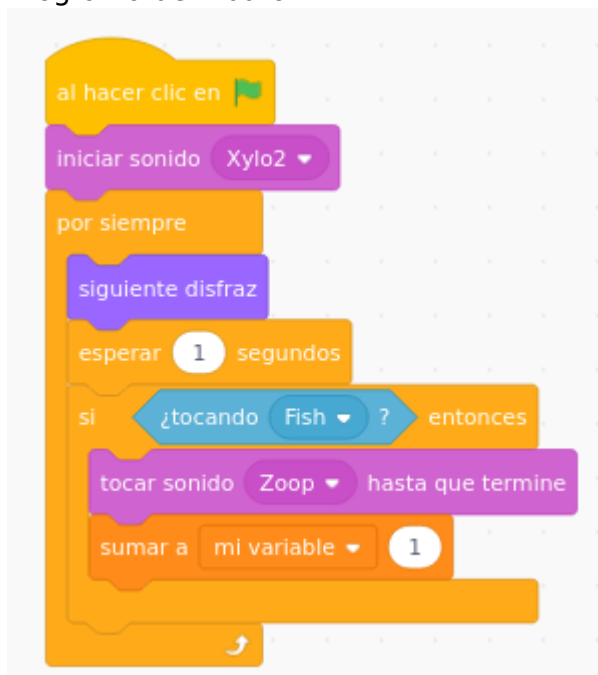 al hacer clic en
iniciar sonido Xylo2
por siempre
siguiente disfraz
esperar 1 segundos
si ¿tocando Fish ? entonces
tocar sonido Zoop hasta que termine
sumar a mi variable 1